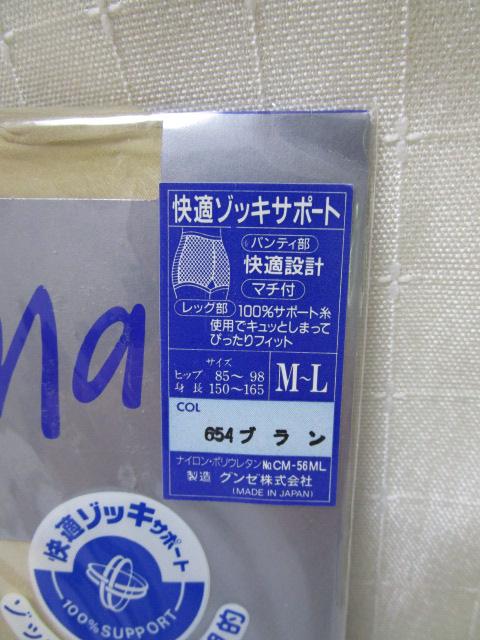 na
快適ゾッキサポート
パンティ部
快適設計
マチ付
レッグ部 100%サポート糸
使用でキュッとしまって
ぴったりフィット
サイズ
ヒップ 85～98
身長 150～165
M~L
COL
654ブラン
ナイロン・ポリウレタン No.CM-56ML
製造 グンゼ株式会社
(MADE IN JAPAN)
快適ゾッキサポート
100% SUPPORT
ゾッ
的